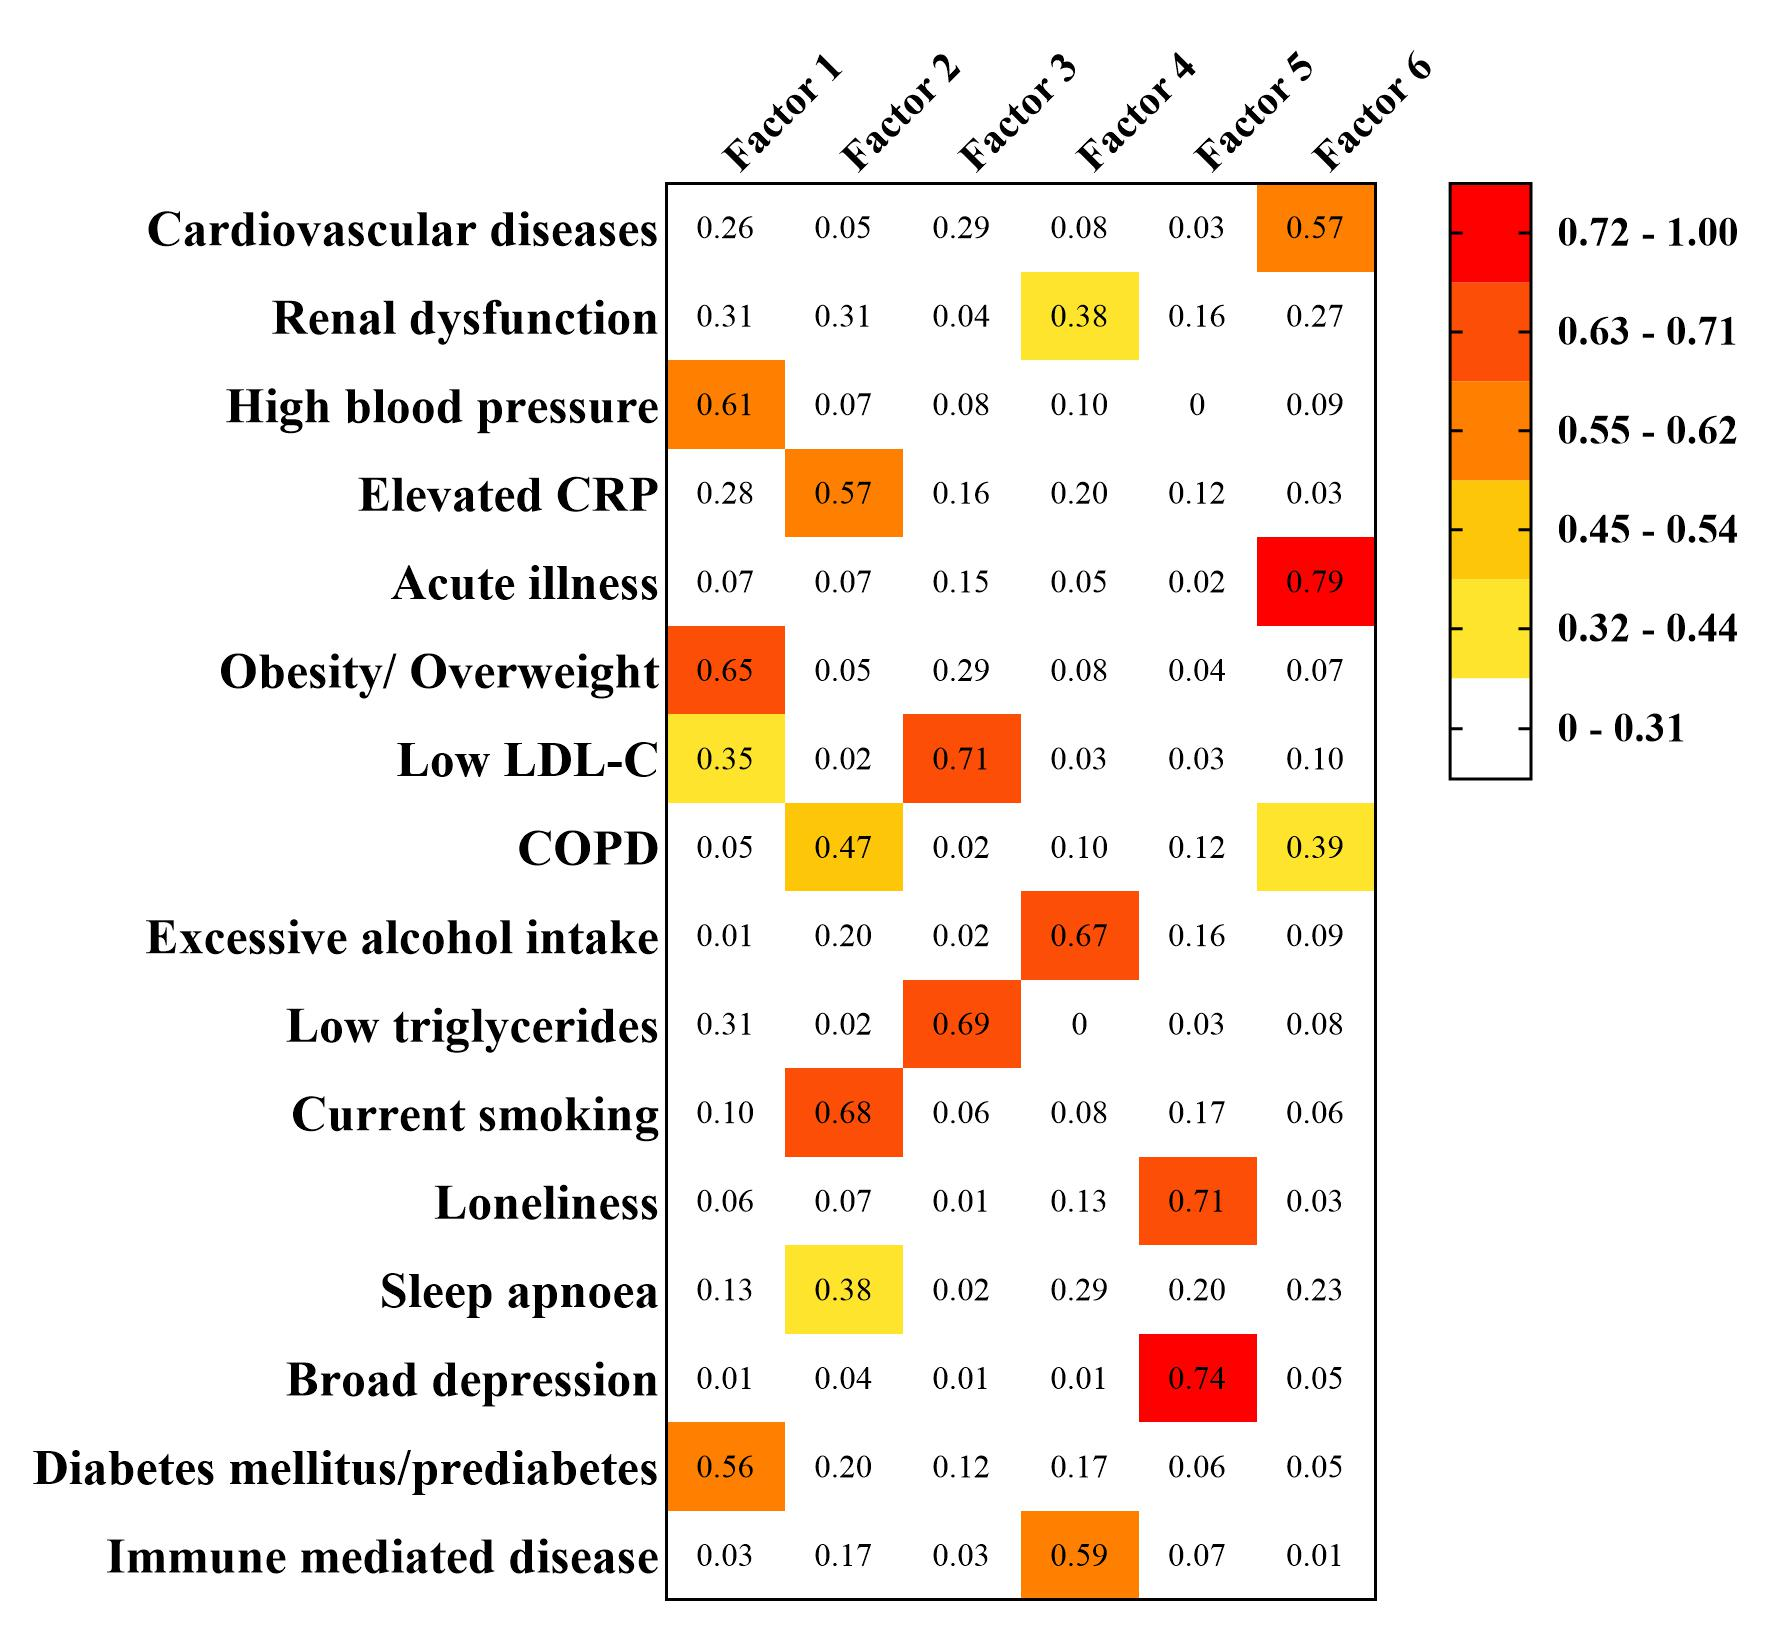 Factor 1 Factor 2 Factor 3 Factor 4 Factor 5 Factor 6
Cardiovascular diseases 0.26 0.05 0.29 0.08 0.03 0.57
Renal dysfunction 0.31 0.31 0.04 0.38 0.16 0.27
High blood pressure 0.61 0.07 0.08 0.10 0 0.09
Elevated CRP 0.28 0.57 0.16 0.20 0.12 0.03
Acute illness 0.07 0.07 0.15 0.05 0.02 0.79
Obesity/ Overweight 0.65 0.05 0.29 0.08 0.04 0.07
Low LDL-C 0.35 0.02 0.71 0.03 0.03 0.10
COPD 0.05 0.47 0.02 0.10 0.12 0.39
Excessive alcohol intake 0.01 0.20 0.02 0.67 0.16 0.09
Low triglycerides 0.31 0.02 0.69 0 0.03 0.08
Current smoking 0.10 0.68 0.06 0.08 0.17 0.06
Loneliness 0.06 0.07 0.01 0.13 0.71 0.03
Sleep apnoea 0.13 0.38 0.02 0.29 0.20 0.23
Broad depression 0.01 0.04 0.01 0.01 0.74 0.05
Diabetes mellitus/prediabetes 0.56 0.20 0.12 0.17 0.06 0.05
Immune mediated disease 0.03 0.17 0.03 0.59 0.07 0.01
0.72 - 1.00
0.63 - 0.71
0.55 - 0.62
0.45 - 0.54
0.32 - 0.44
0 - 0.31